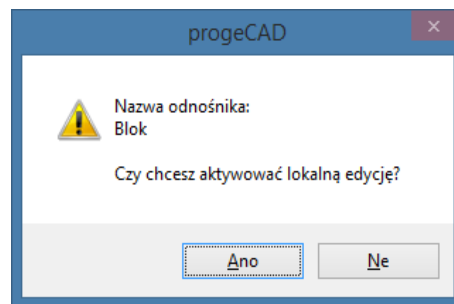 progeCAD
Nazwa odnośnika:
Blok
Czy chcesz aktywować lokalną edycję?
Ano
Ne